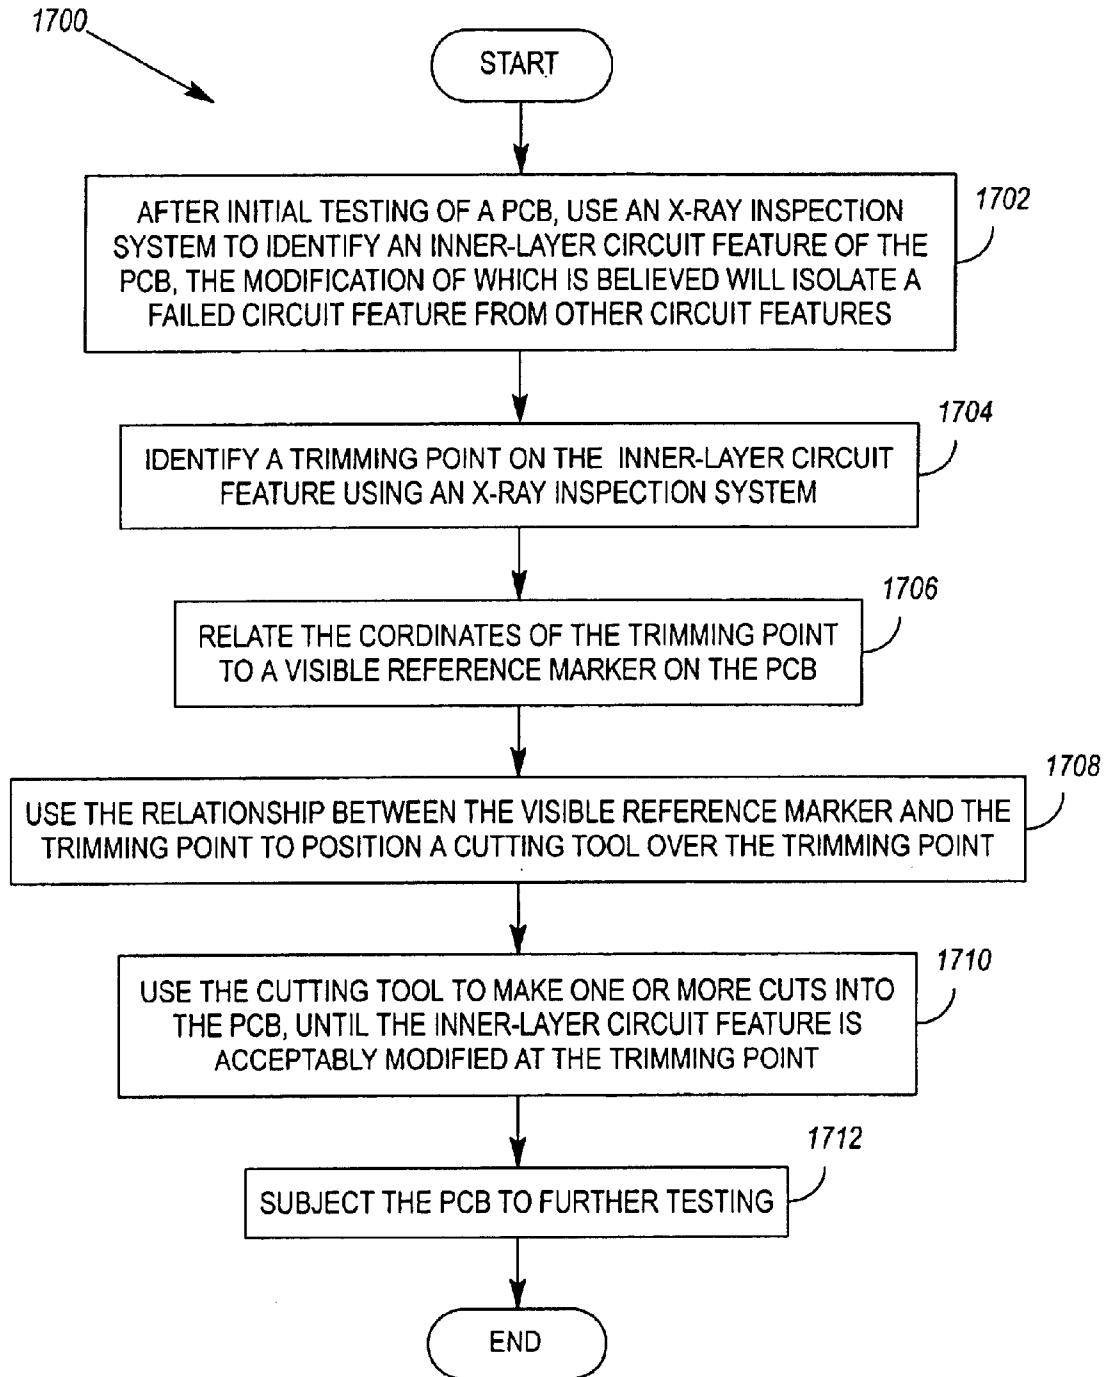 1700
START
1702
AFTER INITIAL TESTING OF A PCB, USE AN X-RAY INSPECTION
SYSTEM TO IDENTIFY AN INNER-LAYER CIRCUIT FEATURE OF THE
PCB, THE MODIFICATION OF WHICH IS BELIEVED WILL ISOLATE A
FAILED CIRCUIT FEATURE FROM OTHER CIRCUIT FEATURES
1704
IDENTIFY A TRIMMING POINT ON THE INNER-LAYER CIRCUIT
FEATURE USING AN X-RAY INSPECTION SYSTEM
1706
RELATE THE CORDINATES OF THE TRIMMING POINT
TO A VISIBLE REFERENCE MARKER ON THE PCB
1708
USE THE RELATIONSHIP BETWEEN THE VISIBLE REFERENCE MARKER AND THE
TRIMMING POINT TO POSITION A CUTTING TOOL OVER THE TRIMMING POINT
1710
USE THE CUTTING TOOL TO MAKE ONE OR MORE CUTS INTO
THE PCB, UNTIL THE INNER-LAYER CIRCUIT FEATURE IS
ACCEPTABLY MODIFIED AT THE TRIMMING POINT
1712
SUBJECT THE PCB TO FURTHER TESTING
END